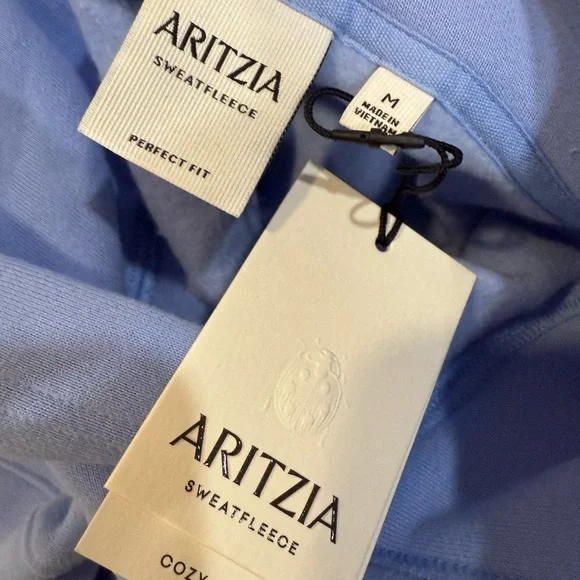 ARITZIA
SWEATFLEECE
PERFECT FIT
M
MADE IN
VIETNAM
ARITZIA
SWEATFLEECE
COZY